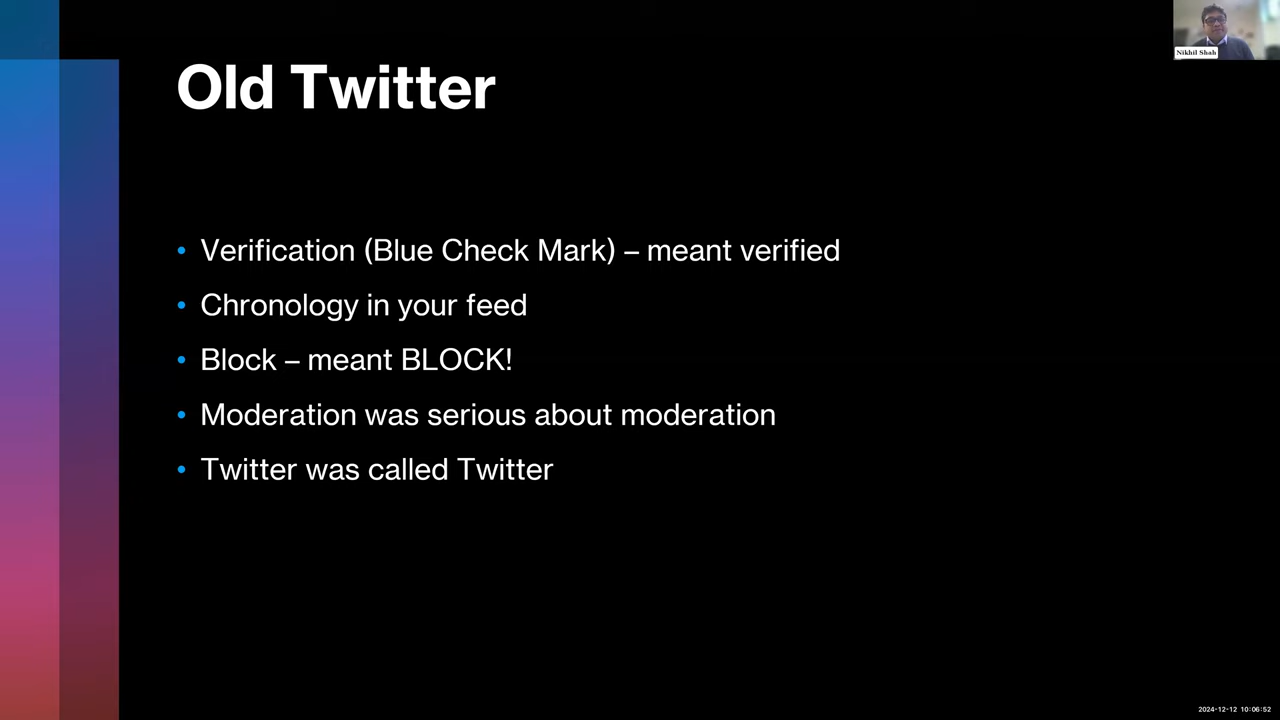 Old Twitter
Nikhil Shah
• Verification (Blue Check Mark) – meant verified
• Chronology in your feed
• Block – meant BLOCK!
• Moderation was serious about moderation
• Twitter was called Twitter
2024-12-12 10:06:52